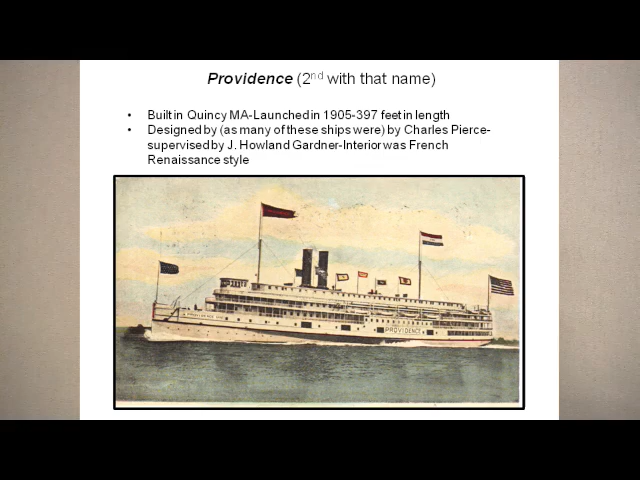 Providence (2nd with that name)
• Built in Quincy MA-Launched in 1905-397 feet in length
• Designed by (as many of these ships were) by Charles Pierce-
supervised by J. Howland Gardner-Interior was French
Renaissance style
PROVIDENCE